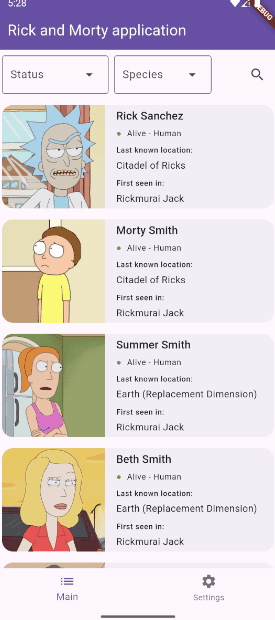 5:28
DEBUG
Rick and Morty application
Status
Species
Rick Sanchez
Alive - Human
Last known location:
Citadel of Ricks
First seen in:
Rickmurai Jack
Morty Smith
Alive - Human
Last known location:
Citadel of Ricks
First seen in:
Rickmurai Jack
Summer Smith
Alive - Human
Last known location:
Earth (Replacement Dimension)
First seen in:
Rickmurai Jack
Beth Smith
Alive - Human
Last known location:
Earth (Replacement Dimension)
First seen in:
Rickmurai Jack
Main
Settings